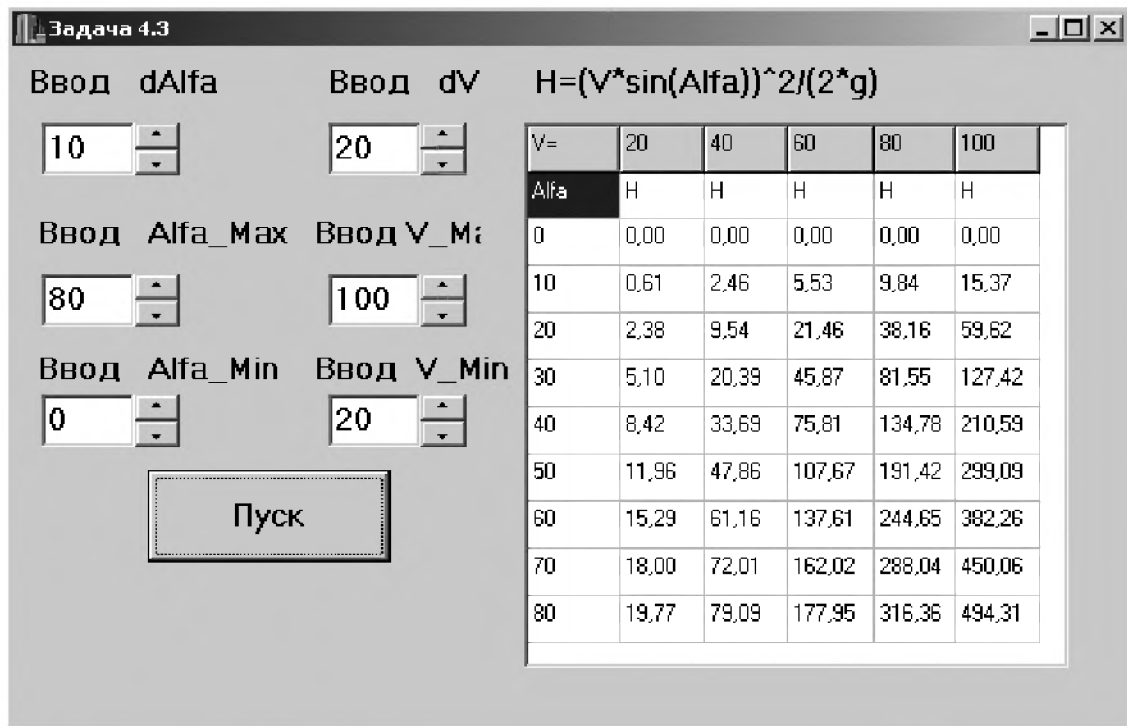 Задача 4.3
Ввод dAlfa Ввод dV H=(V*sin(Alfa))^2/(2*g)
10 20
Ввод Alfa_Max Ввод V_Ma
80 100
Ввод Alfa_Min Ввод V_Min
0 20
Пуск
V= 20 40 60 80 100
Alfa H H H H H
0 0,00 0,00 0,00 0,00 0,00
10 0,61 2,46 5,53 9,84 15,37
20 2,38 9,54 21,46 38,16 59,62
30 5,10 20,39 45,87 81,55 127,42
40 8,42 33,69 75,81 134,78 210,59
50 11,96 47,86 107,67 191,42 299,09
60 15,29 61,16 137,61 244,65 382,26
70 18,00 72,01 162,02 288,04 450,06
80 19,77 79,09 177,95 316,36 494,31